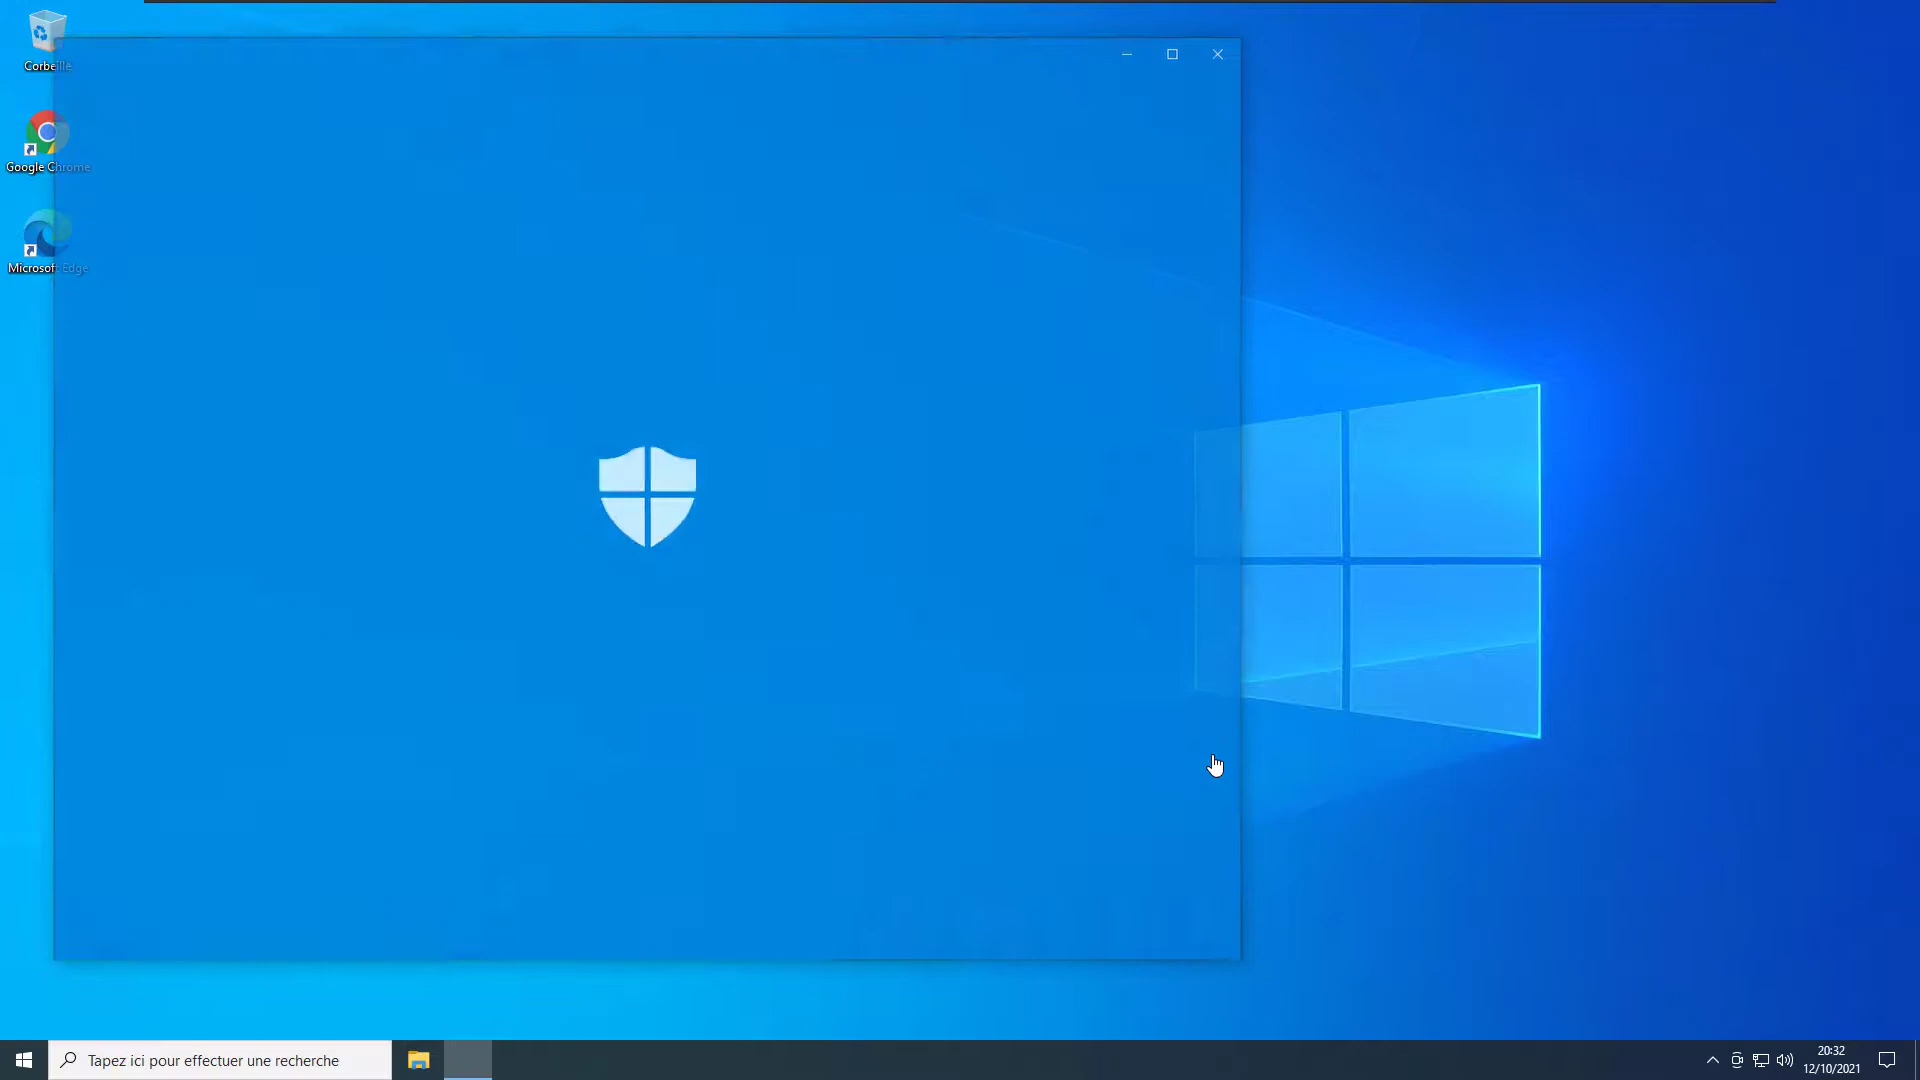 Corbeille
Google Chrome
Microsoft Edge
Tapez ici pour effectuer une recherche
20:32
12/10/2021